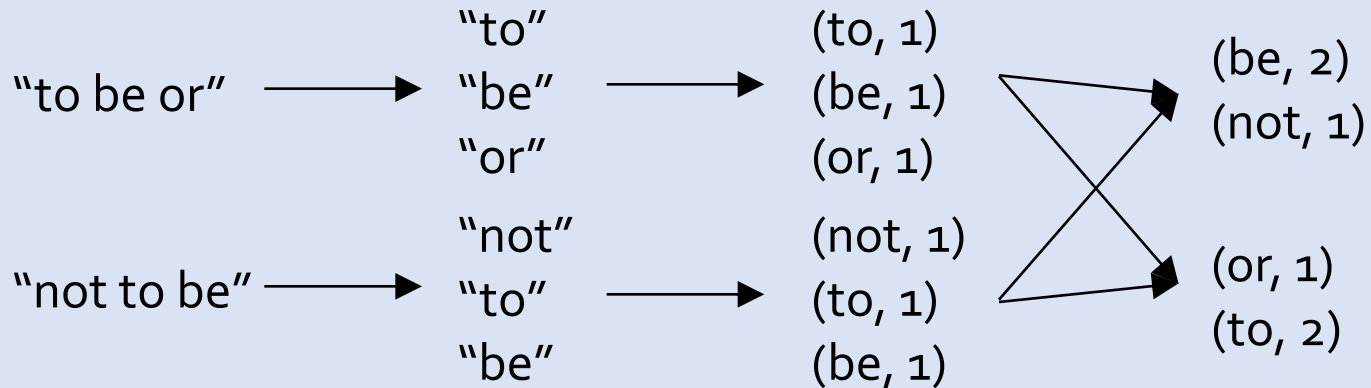 “to be or”
“to”
“be”
“or”
(to, 1)
(be, 1)
(or, 1)
(be, 2)
(not, 1)
“not to be”
“not”
“to”
“be”
(not, 1)
(to, 1)
(be, 1)
(or, 1)
(to, 2)